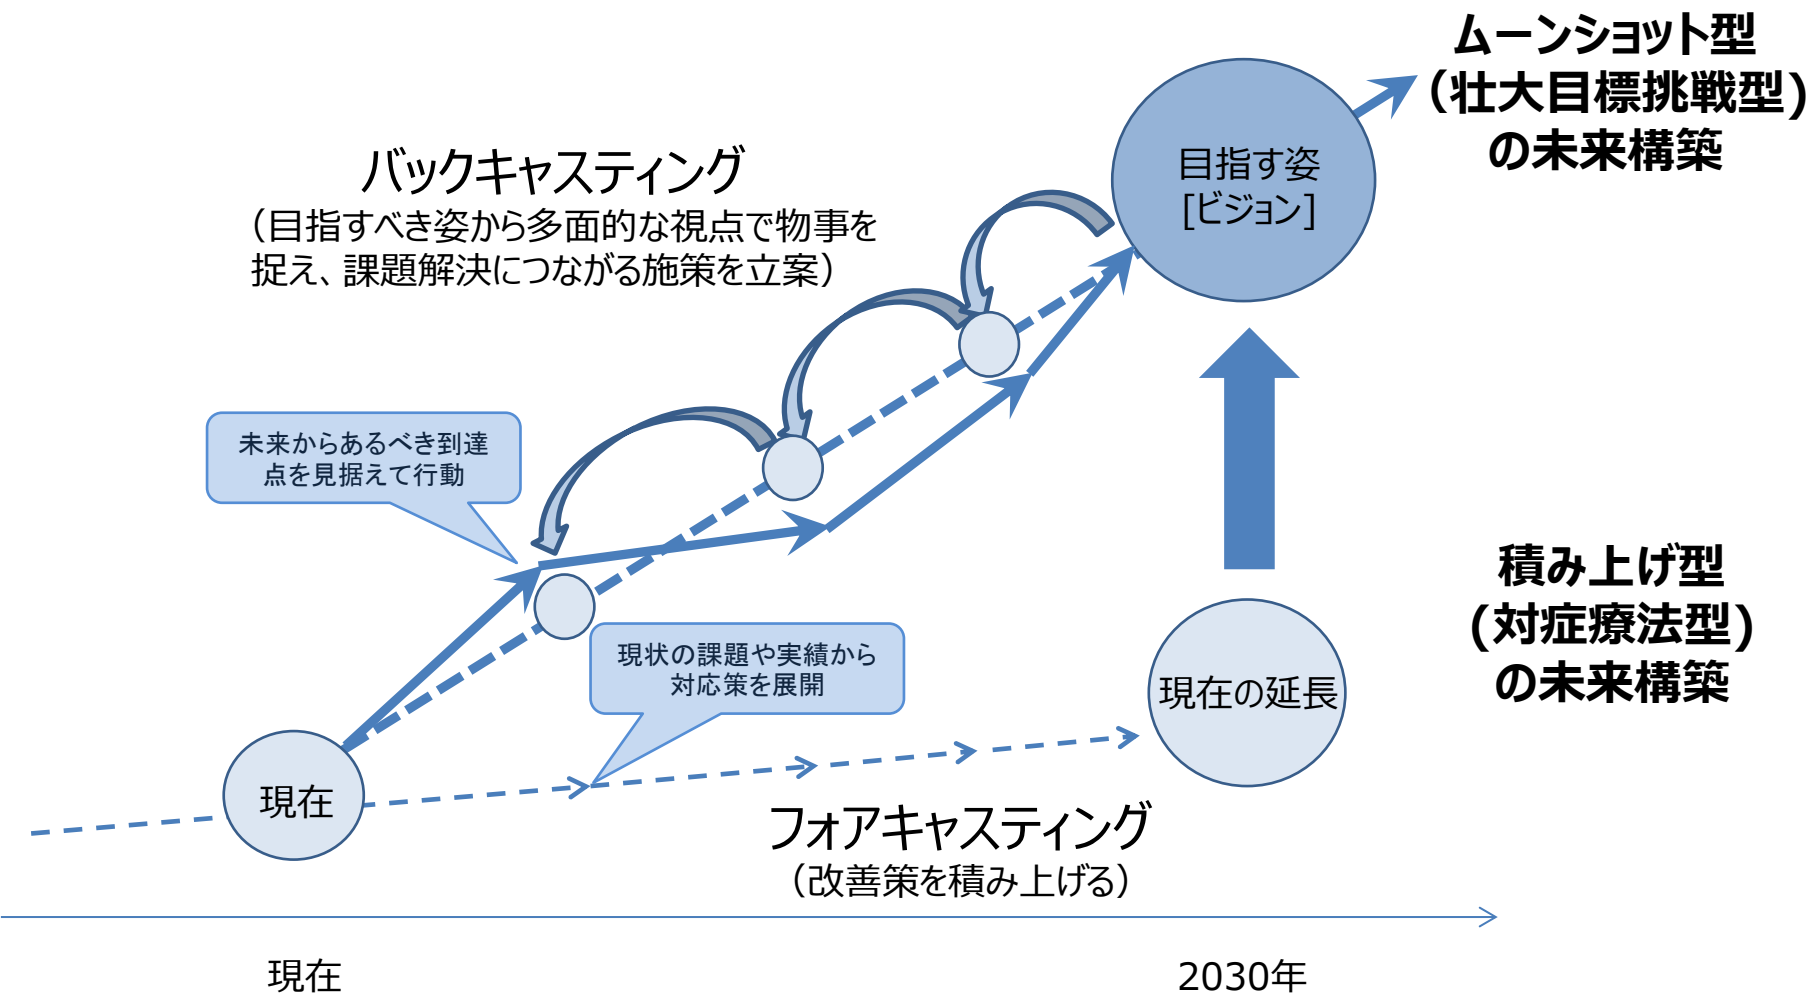 ムーンショット型
（壮大目標挑戦型)
の未来構築
バックキャスティング
（目指すべき姿から多面的な視点で物事を
捉え、課題解決につながる施策を立案）
目指す姿
[ビジョン]
未来からあるべき到達
点を見据えて行動
積み上げ型
(対症療法型)
の未来構築
現状の課題や実績から
対応策を展開
現在の延長
現在
フォアキャスティング
（改善策を積み上げる）
現在
2030年